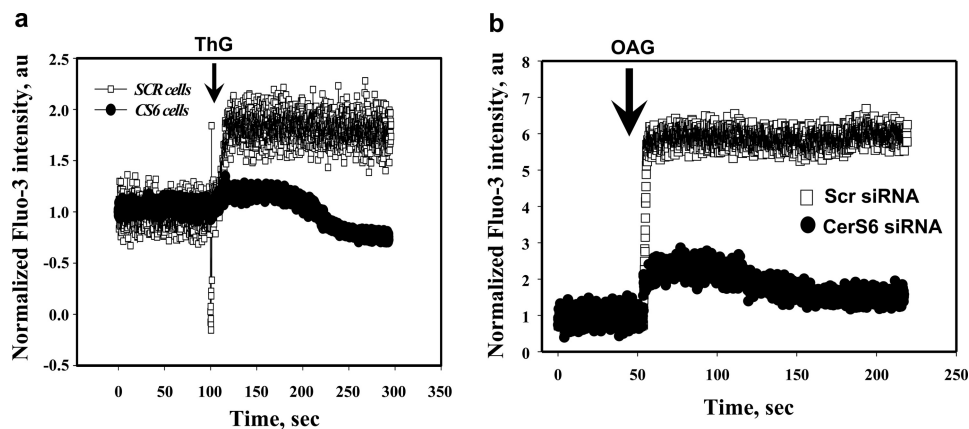 a
ThG
Normalized Fluo-3 intensity, au
2.5
2.0
1.5
1.0
-0.5
0.0
-0.5
SCR cells
CS6 cells
0 50 100 150 200 250 300
Time, sec
b
OAG
Normalized Fluo-3 intensity, au
8
7
6
5
4
3
2
1
0
Scr siRNA
CerS6 siRNA
0 50 100 150 200 250
Time, sec